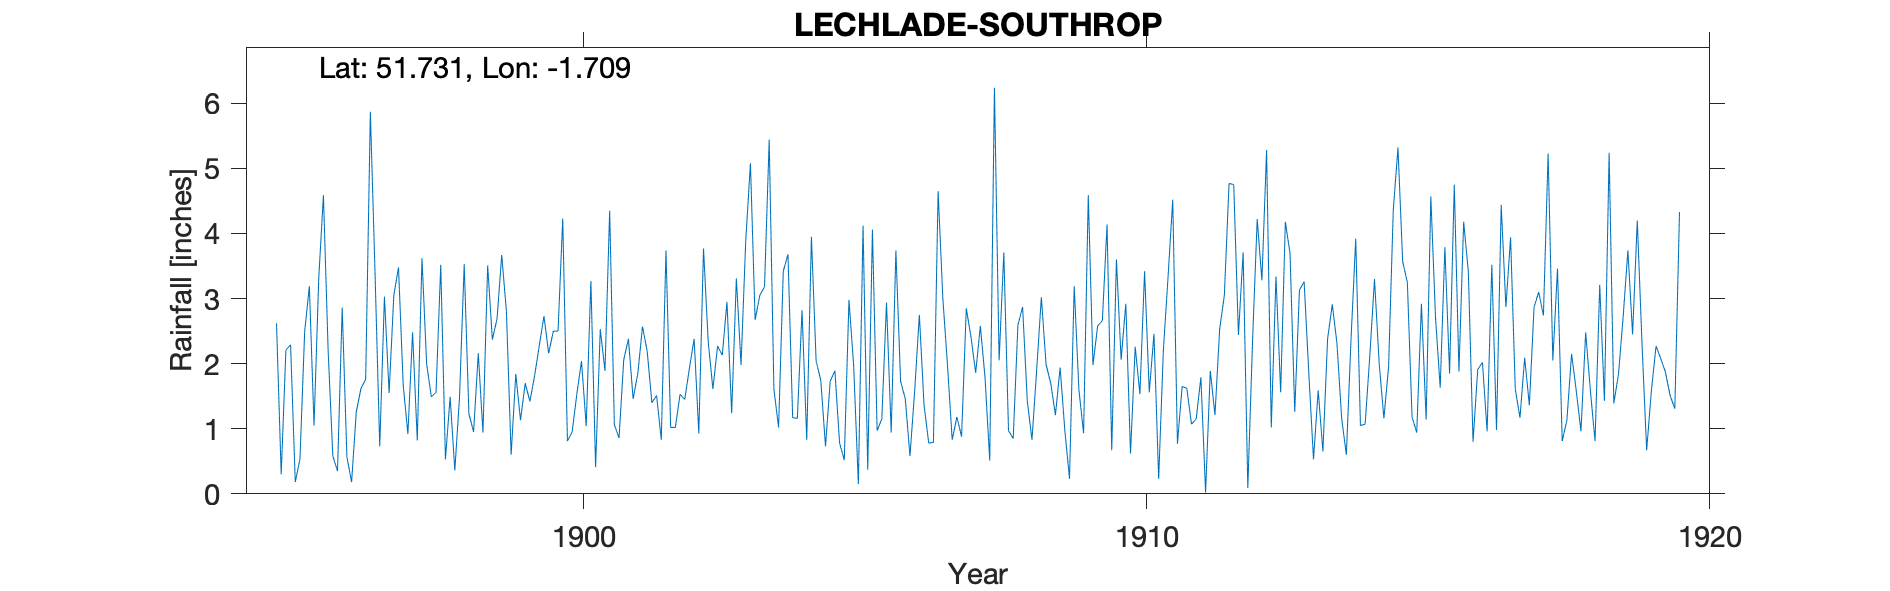 LECHLADE-SOUTHROP
Lat: 51.731, Lon: -1.709
6
5
4
3
2
1
0
Rainfall [inches]
1900 1910 1920
Year